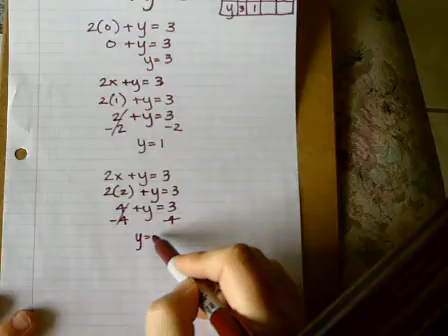 y 3 1
2(0) + y = 3
0 + y = 3
y = 3
2x + y = 3
2(1) + y = 3
2 + y = 3
-2 -2
y = 1
2x + y = 3
2(2) + y = 3
4 + y = 3
-4 -4
y =